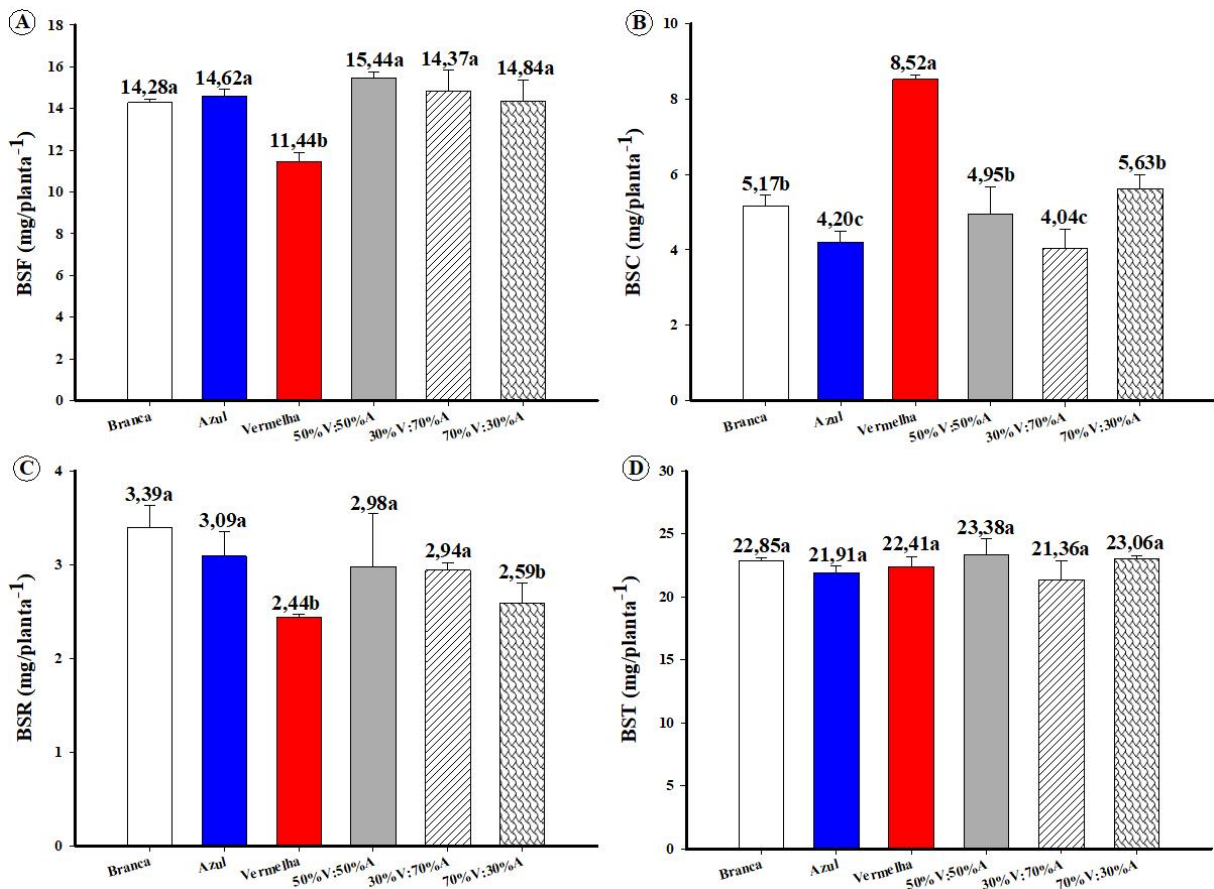 A
BSF (mg/planta⁻¹)
18
16
14
12
10
8
6
4
2
0
14,28a
14,62a
11,44b
15,44a
14,37a
14,84a
Branca
Azul
Vermelha
50%V:50%A
30%V:70%A
70%V:30%A
B
BSC (mg/planta⁻¹)
10
8
6
4
2
0
5,17b
4,20c
8,52a
4,95b
4,04c
5,63b
Branca
Azul
Vermelha
50%V:50%A
30%V:70%A
70%V:30%A
C
BSR (mg/planta⁻¹)
4
3
2
1
0
3,39a
3,09a
2,44b
2,98a
2,94a
2,59b
Branca
Azul
Vermelha
50%V:50%A
30%V:70%A
70%V:30%A
D
BST (mg/planta⁻¹)
30
25
20
15
10
5
0
22,85a
21,91a
22,41a
23,38a
21,36a
23,06a
Branca
Azul
Vermelha
50%V:50%A
30%V:70%A
70%V:30%A